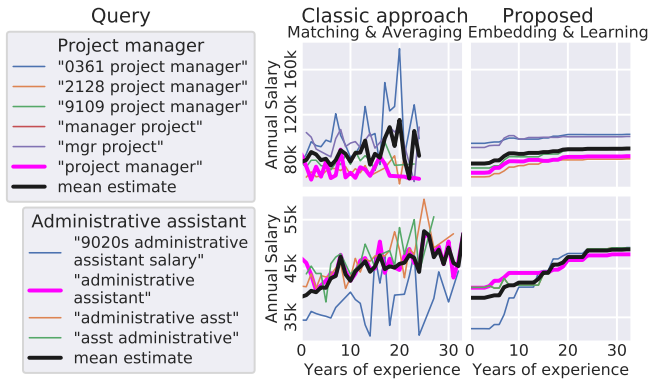 Query
Project manager
"0361 project manager"
"2128 project manager"
"9109 project manager"
"manager project"
"mgr project"
"project manager"
mean estimate
Administrative assistant
"9020s administrative
assistant salary"
"administrative
assistant"
"administrative asst"
"asst administrative"
mean estimate
Classic approach
Matching & Averaging
Proposed
Embedding & Learning
Annual Salary
160k
120k
80k
Annual Salary
55k
45k
35k
0 10 20 30
Years of experience
0 10 20 30
Years of experience